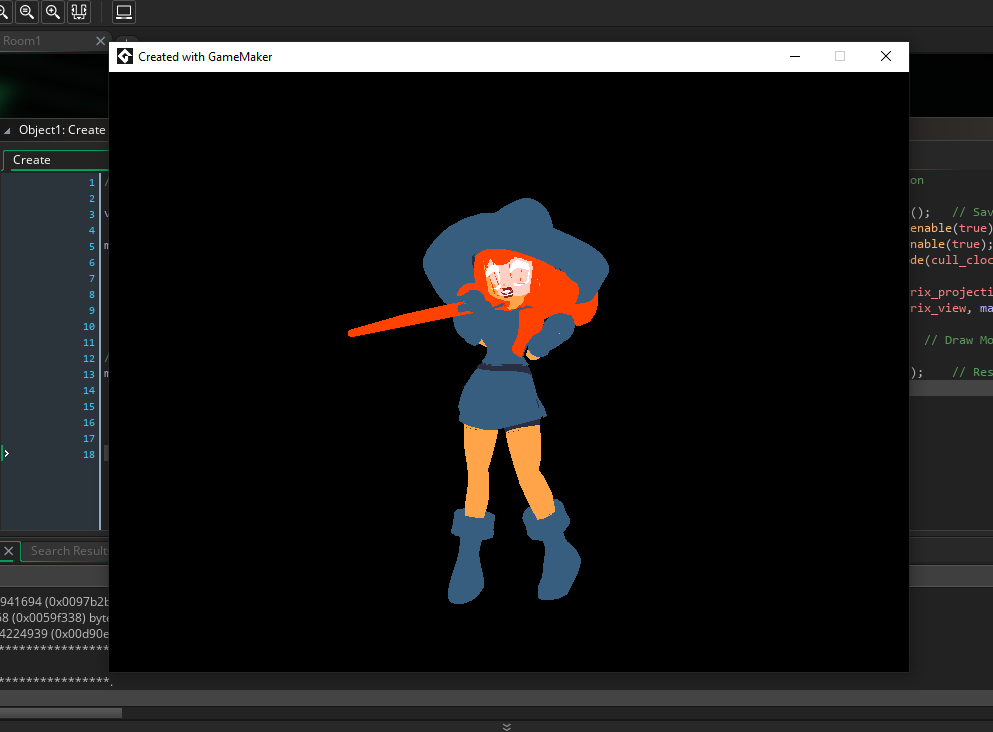 Room1
Created with GameMaker
Object1: Create
Create
1 /
2
3 v
4
5 m
6
7
8
9
10
11
12 /
13 m
14
15
16
17
18
on
(); // Sav
enable(true)
nable(true);
de(cull_cloc
rix_projecti
rix_view, ma
// Draw Mo
); // Res
Search Result
941694 (0x0097b2b
68 (0x0059f338) byte
4224939 (0x00d90e
*****************
*****************.